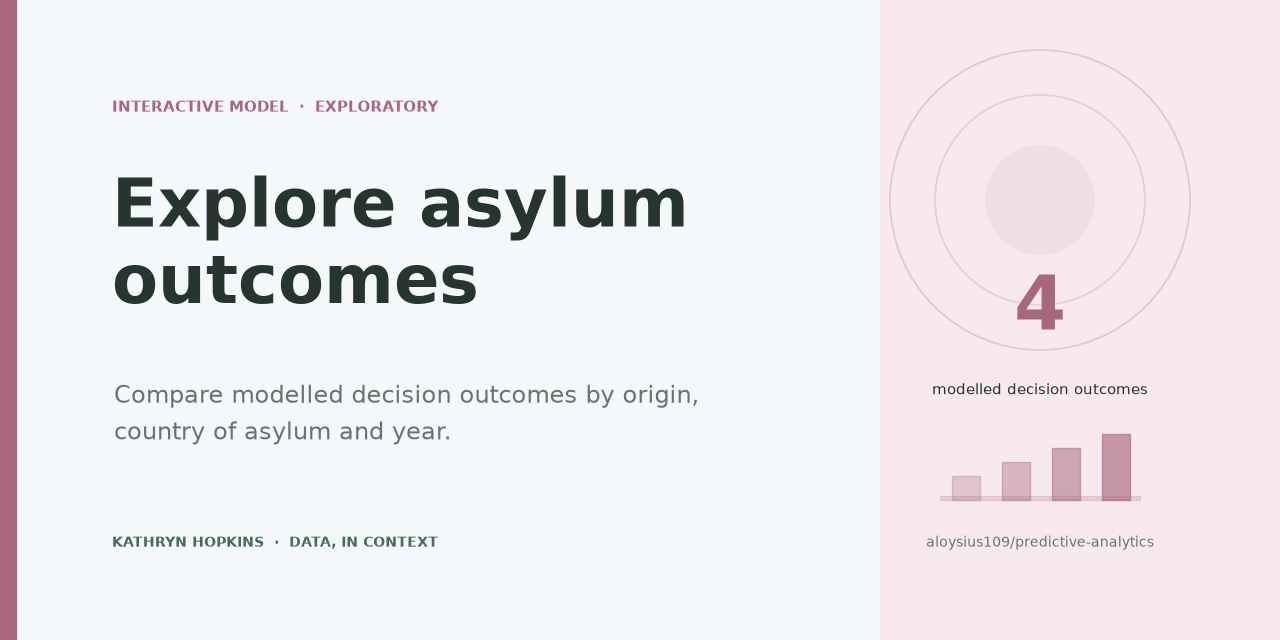 INTERACTIVE MODEL · EXPLORATORY
Explore asylum
outcomes
Compare modelled decision outcomes by origin,
country of asylum and year.
KATHRYN HOPKINS · DATA, IN CONTEXT
4
modelled decision outcomes
aloysius109/predictive-analytics